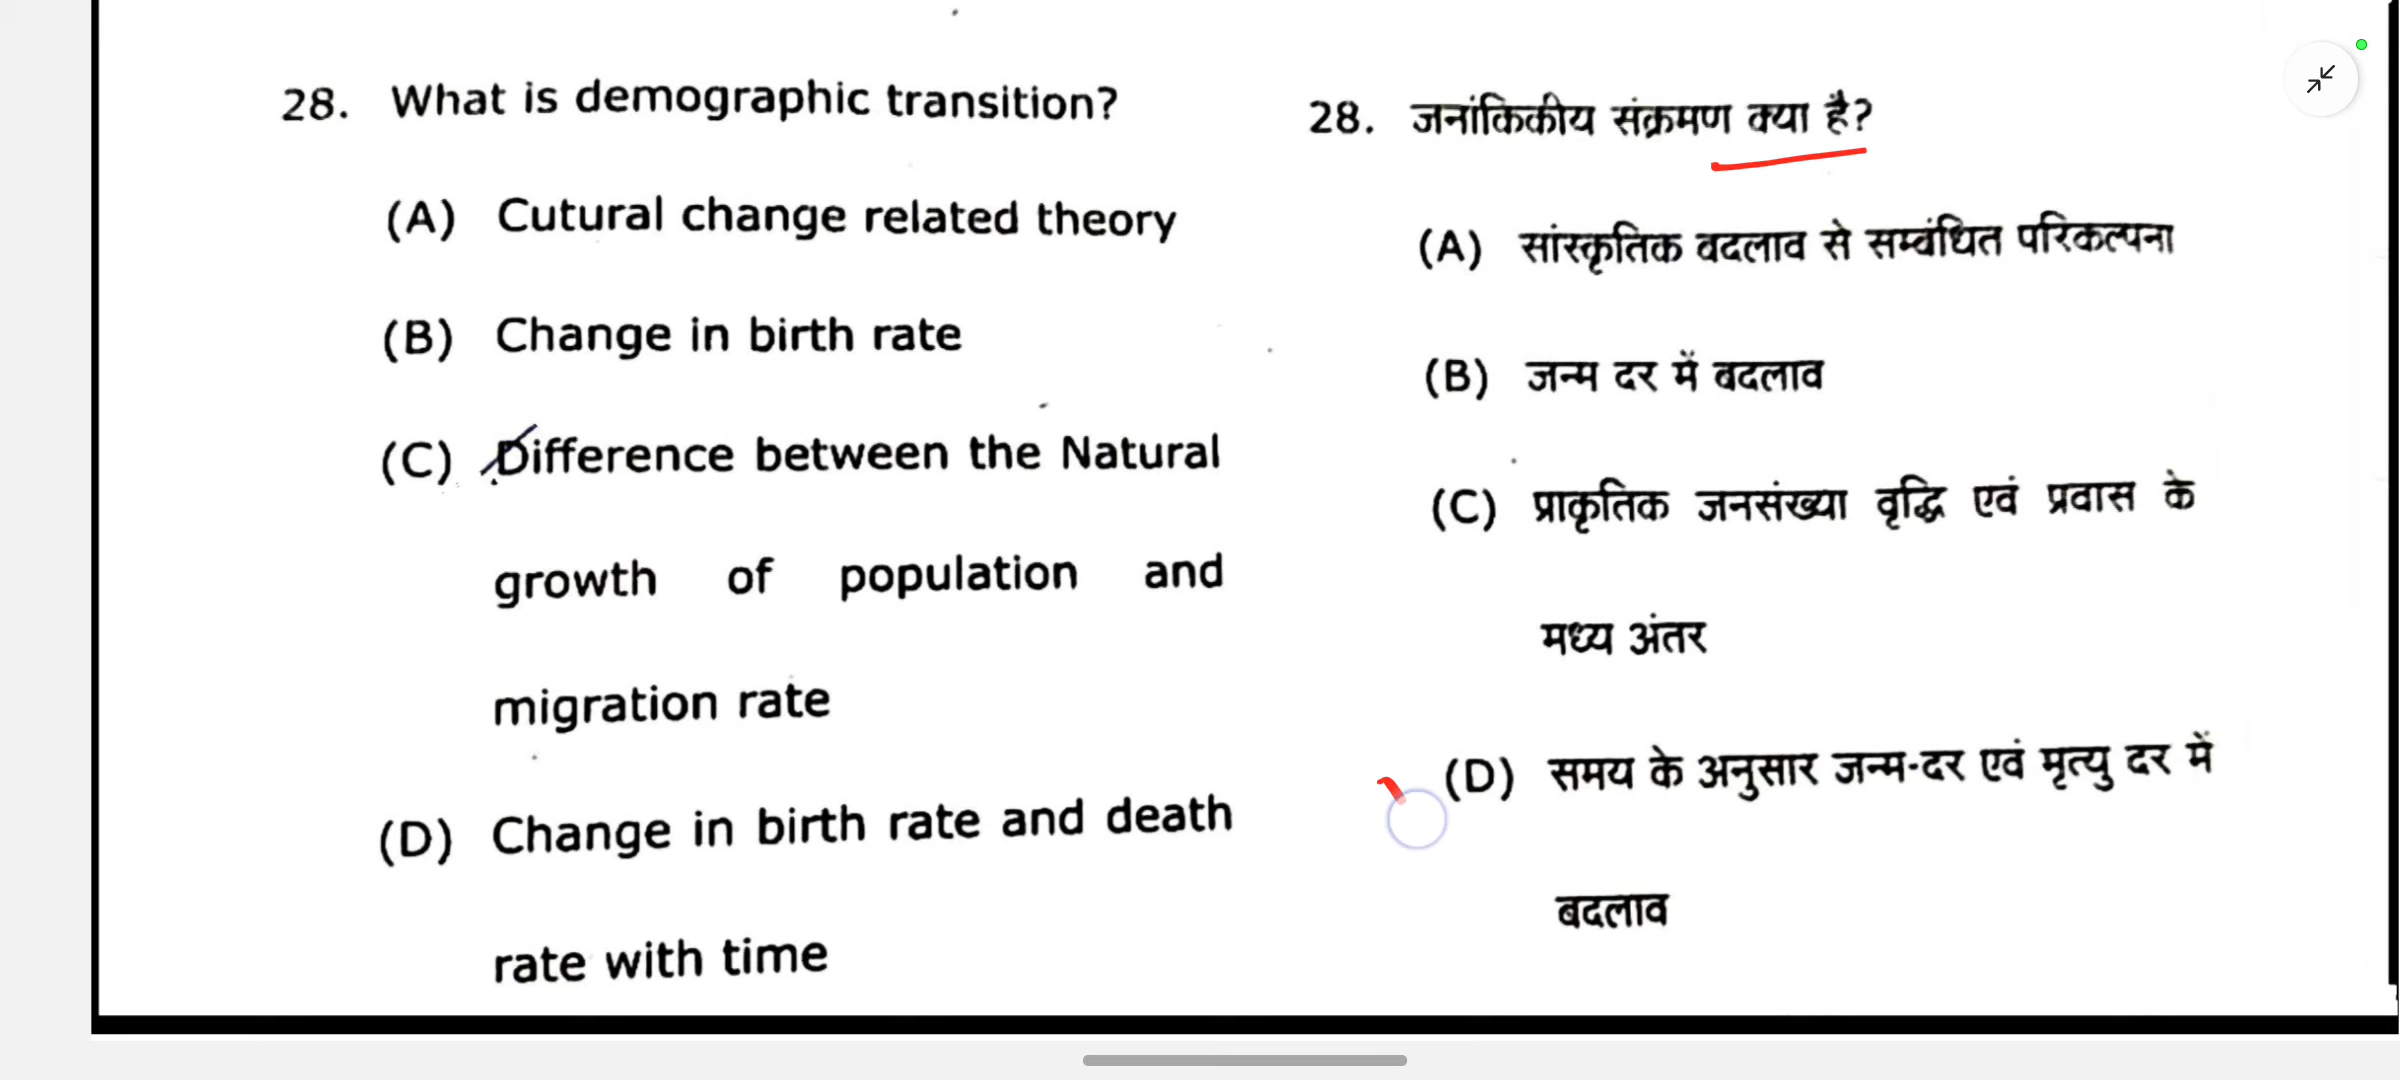 28. What is demographic transition?
(A) Cutural change related theory
(B) Change in birth rate
(C) Difference between the Natural
growth of population and
migration rate
(D) Change in birth rate and death
rate with time
28. जनांकिकीय संक्रमण क्या है?
(A) सांस्कृतिक बदलाव से सम्बंधित परिकल्पना
(B) जन्म दर में बदलाव
(C) प्राकृतिक जनसंख्या वृद्धि एवं प्रवास के
मध्य अंतर
(D) समय के अनुसार जन्म-दर एवं मृत्यु दर में
बदलाव